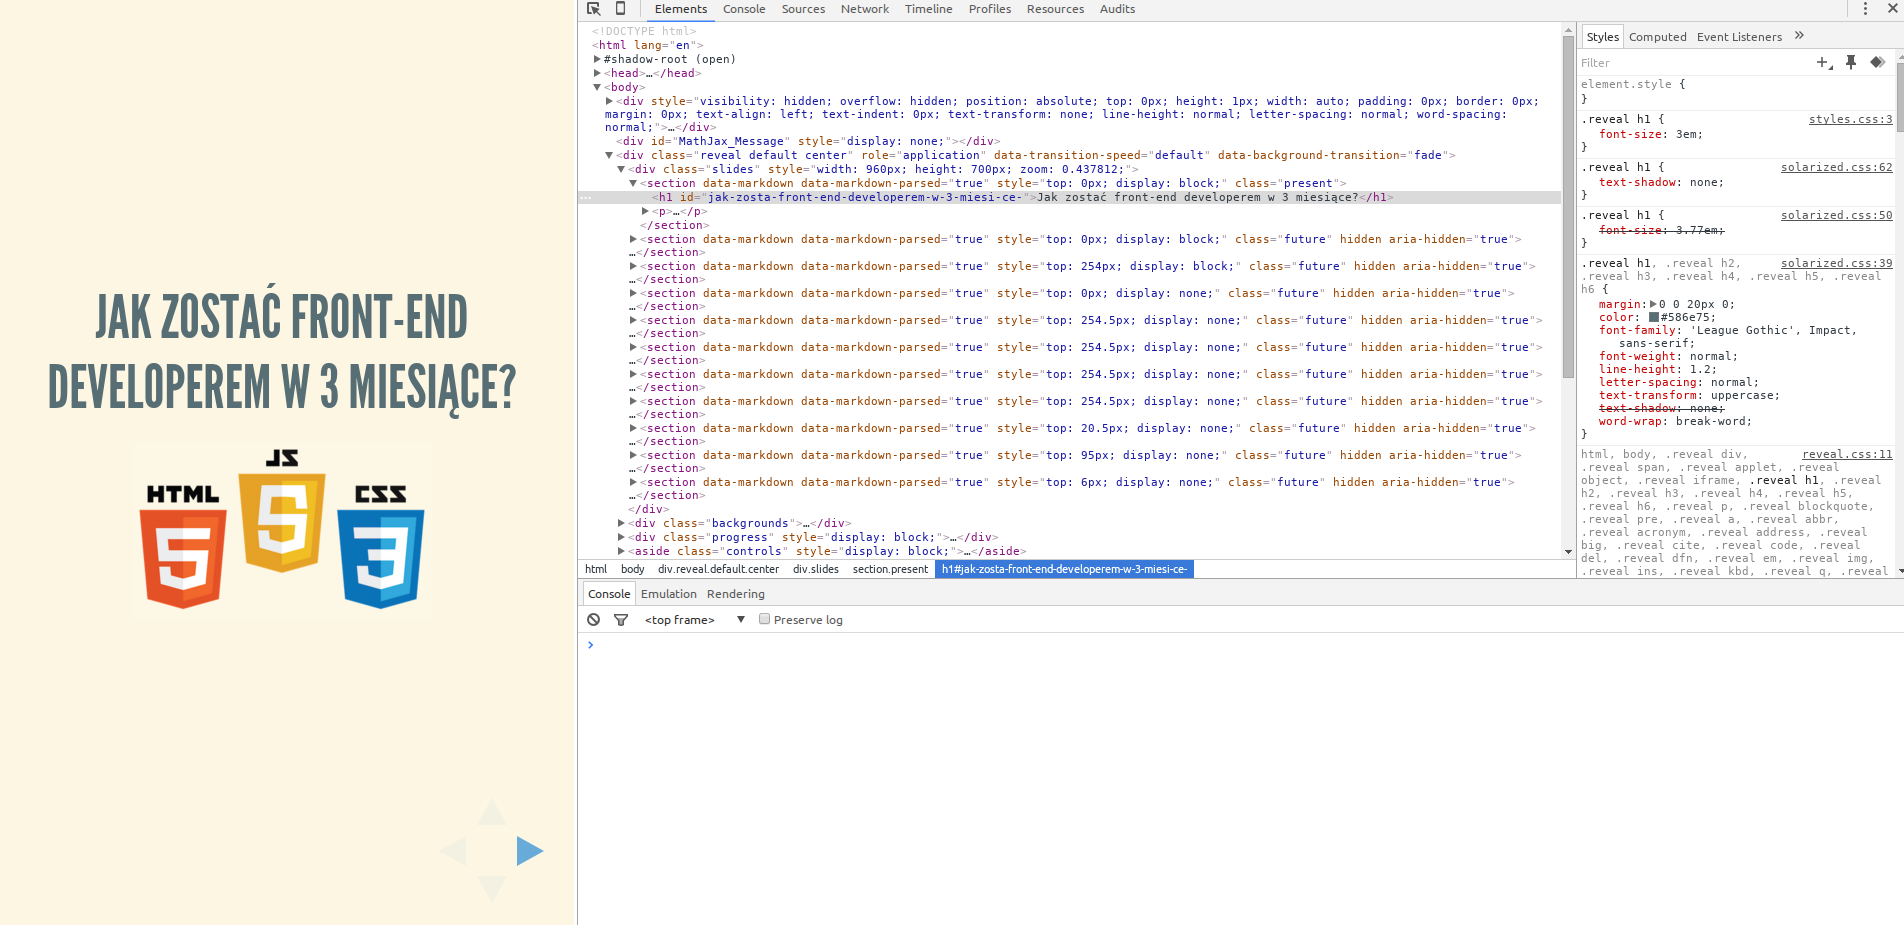 JAK ZOSTAĆ FRONT-END
DEVELOPEREM W 3 MIESIĄCE?
JS
HTML
CSS
Elements Console Sources Network Timeline Profiles Resources Audits
<!DOCTYPE html>
<html lang="en">
#shadow-root (open)
<head>…</head>
<body>
<div style="visibility: hidden; overflow: hidden; position: absolute; top: 0px; height: 1px; width: auto; padding: 0px; border: 0px;
margin: 0px; text-align: left; text-indent: 0px; text-transform: none; line-height: normal; letter-spacing: normal; word-spacing:
normal;">…</div>
<div id="MathJax_Message" style="display: none;"></div>
<div class="reveal default center" role="application" data-transition-speed="default" data-background-transition="fade">
<div class="slides" style="width: 960px; height: 700px; zoom: 0.437812;">
<section data-markdown data-markdown-parsed="true" style="top: 0px; display: block;" class="present">
…<h1 id="jak-zosta-front-end-developerem-w-3-miesi-ce-">Jak zostać front-end developerem w 3 miesiące?</h1>
<p>…</p>
</section>
<section data-markdown data-markdown-parsed="true" style="top: 0px; display: block;" class="future" hidden aria-hidden="true">
…</section>
<section data-markdown data-markdown-parsed="true" style="top: 254px; display: block;" class="future" hidden aria-hidden="true">
…</section>
<section data-markdown data-markdown-parsed="true" style="top: 0px; display: none;" class="future" hidden aria-hidden="true">
…</section>
<section data-markdown data-markdown-parsed="true" style="top: 254.5px; display: none;" class="future" hidden aria-hidden="true">
…</section>
<section data-markdown data-markdown-parsed="true" style="top: 254.5px; display: none;" class="future" hidden aria-hidden="true">
…</section>
<section data-markdown data-markdown-parsed="true" style="top: 254.5px; display: none;" class="future" hidden aria-hidden="true">
…</section>
<section data-markdown data-markdown-parsed="true" style="top: 254.5px; display: none;" class="future" hidden aria-hidden="true">
…</section>
<section data-markdown data-markdown-parsed="true" style="top: 20.5px; display: none;" class="future" hidden aria-hidden="true">
…</section>
<section data-markdown data-markdown-parsed="true" style="top: 95px; display: none;" class="future" hidden aria-hidden="true">
…</section>
<section data-markdown data-markdown-parsed="true" style="top: 6px; display: none;" class="future" hidden aria-hidden="true">
…</section>
</div>
<div class="backgrounds">…</div>
<div class="progress" style="display: block;">…</div>
<aside class="controls" style="display: block;">…</aside>
html body div.reveal.default.center div.slides section.present h1#jak-zosta-front-end-developerem-w-3-miesi-ce-
Styles Computed Event Listeners »
Filter
element.style {
}
.reveal h1 { styles.css:3
font-size: 3em;
}
.reveal h1 { solarized.css:62
text-shadow: none;
}
.reveal h1 { solarized.css:50
font-size: 3.77em;
}
.reveal h1, .reveal h2, solarized.css:39
.reveal h3, .reveal h4, .reveal h5, .reveal
h6 {
margin: 0 0 20px 0;
color: #586e75;
font-family: 'League Gothic', Impact,
sans-serif;
font-weight: normal;
line-height: 1.2;
letter-spacing: normal;
text-transform: uppercase;
text-shadow: none;
word-wrap: break-word;
}
html, body, .reveal div, reveal.css:11
.reveal span, .reveal applet, .reveal
object, .reveal iframe, .reveal h1, .reveal
h2, .reveal h3, .reveal h4, .reveal h5,
.reveal h6, .reveal p, .reveal blockquote,
.reveal pre, .reveal a, .reveal abbr,
.reveal acronym, .reveal address, .reveal
big, .reveal cite, .reveal code, .reveal
del, .reveal dfn, .reveal em, .reveal img,
.reveal ins, .reveal kbd, .reveal q, .reveal
Console Emulation Rendering
<top frame> Preserve log